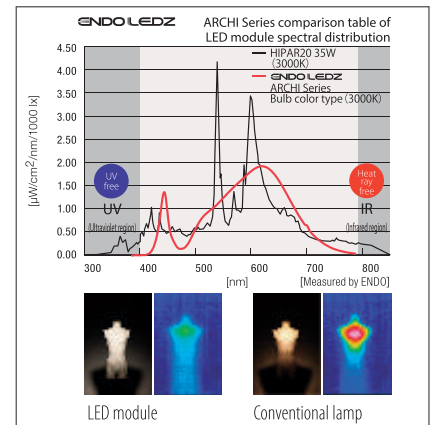 ENDO LEDZ
ARCHI Series comparison table of
LED module spectral distribution
HIPAR20 35W
(3000K)
ENDO LEDZ
ARCHI Series
Bulb color type (3000K)
[μW/cm2/nm/1000 lx]
4.50
4.00
3.50
3.00
2.50
2.00
1.50
1.00
0.50
0.00
UV
free
UV
(Ultraviolet region)
Heat
ray
free
IR
(Infrared region)
300 400 500 600 700 800
[nm]
[Measured by ENDO]
LED module
Conventional lamp